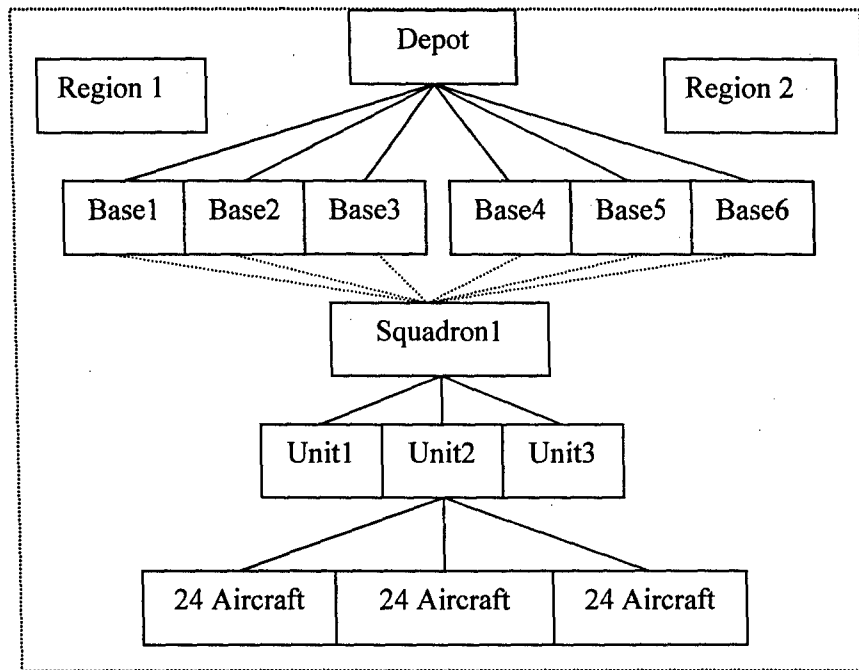 Depot
Region 1
Region 2
Base1 Base2 Base3 Base4 Base5 Base6
Squadron1
Unit1 Unit2 Unit3
24 Aircraft 24 Aircraft 24 Aircraft